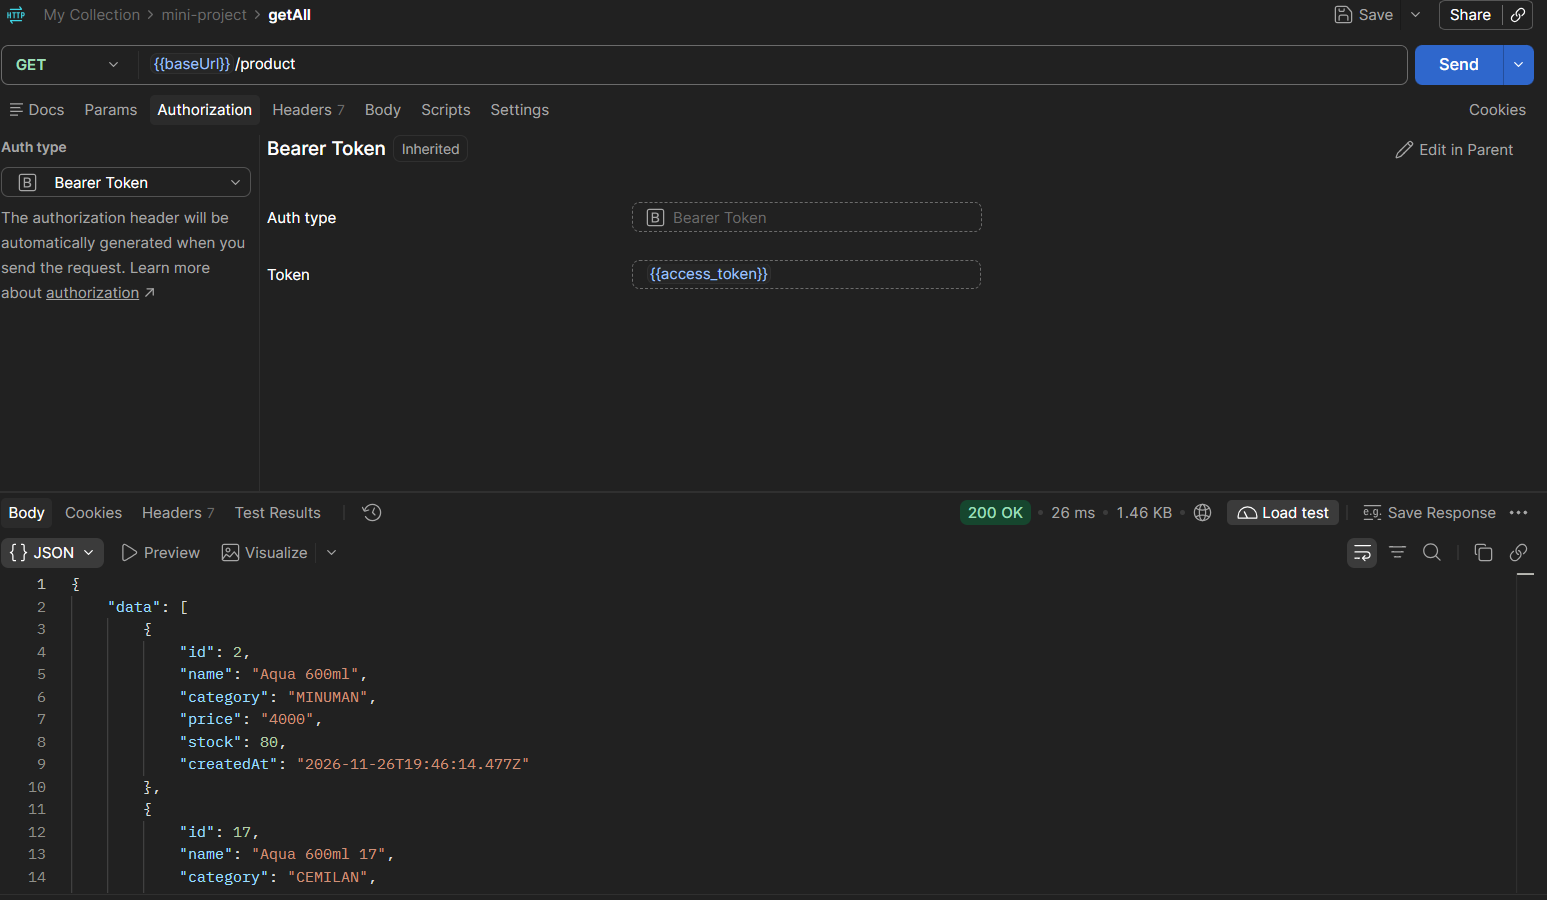 HTTP My Collection > mini-project > getAll Save Share
GET {{baseUrl}} /product Send
Docs Params Authorization Headers 7 Body Scripts Settings Cookies
Auth type
B Bearer Token
The authorization header will be
automatically generated when you
send the request. Learn more
about authorization
Bearer Token Inherited Edit in Parent
Auth type B Bearer Token
Token {{access_token}}
Body Cookies Headers 7 Test Results 200 OK 26 ms 1.46 KB Load test e.g. Save Response
{} JSON Preview Visualize
1 {
2 "data": [
3 {
4 "id": 2,
5 "name": "Aqua 600ml",
6 "category": "MINUMAN",
7 "price": "4000",
8 "stock": 80,
9 "createdAt": "2026-11-26T19:46:14.477Z"
10 },
11 {
12 "id": 17,
13 "name": "Aqua 600ml 17",
14 "category": "CEMILAN",